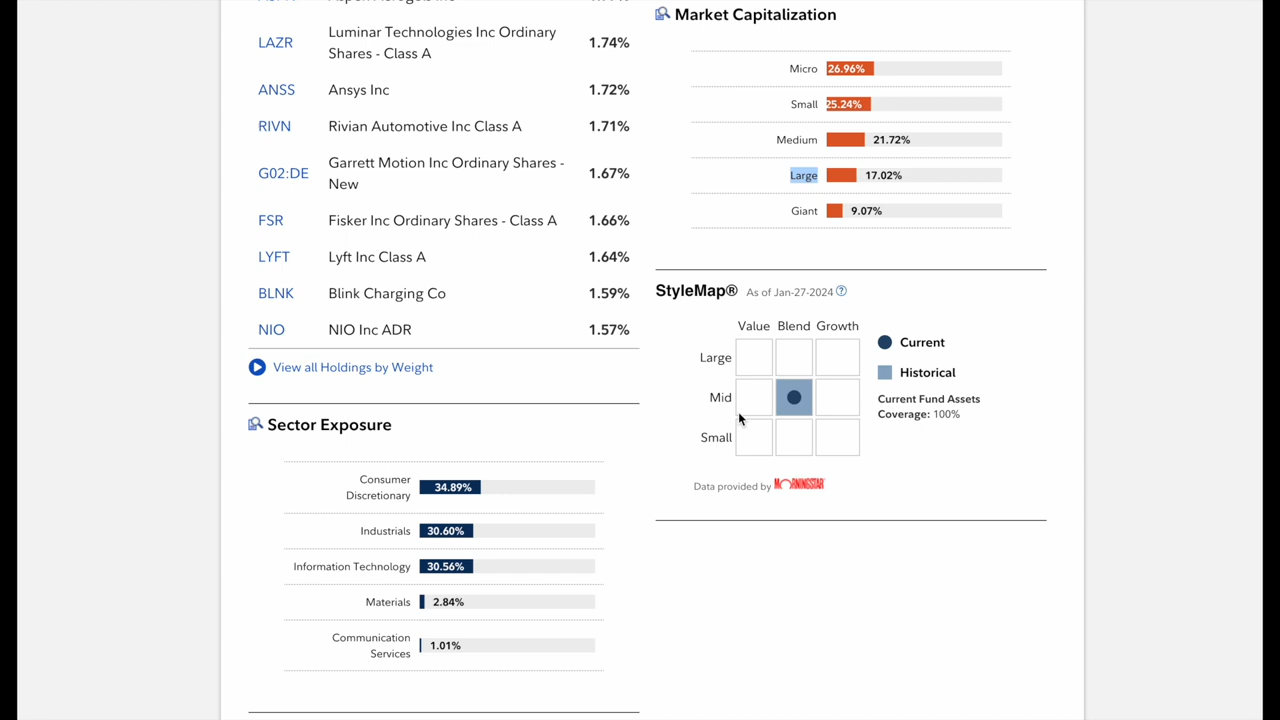 LAZR
Luminar Technologies Inc Ordinary
Shares - Class A
1.74%
ANSS
Ansys Inc
1.72%
RIVN
Rivian Automotive Inc Class A
1.71%
G02:DE
Garrett Motion Inc Ordinary Shares -
New
1.67%
FSR
Fisker Inc Ordinary Shares - Class A
1.66%
LYFT
Lyft Inc Class A
1.64%
BLNK
Blink Charging Co
1.59%
NIO
NIO Inc ADR
1.57%
View all Holdings by Weight
Sector Exposure
Consumer
Discretionary
34.89%
Industrials
30.60%
Information Technology
30.56%
Materials
2.84%
Communication
Services
1.01%
Market Capitalization
Micro
26.96%
Small
25.24%
Medium
21.72%
Large
17.02%
Giant
9.07%
StyleMap® As of Jan-27-2024 ?
Value Blend Growth
Large
Mid
Small
Current
Historical
Current Fund Assets
Coverage: 100%
Data provided by MORNINGSTAR